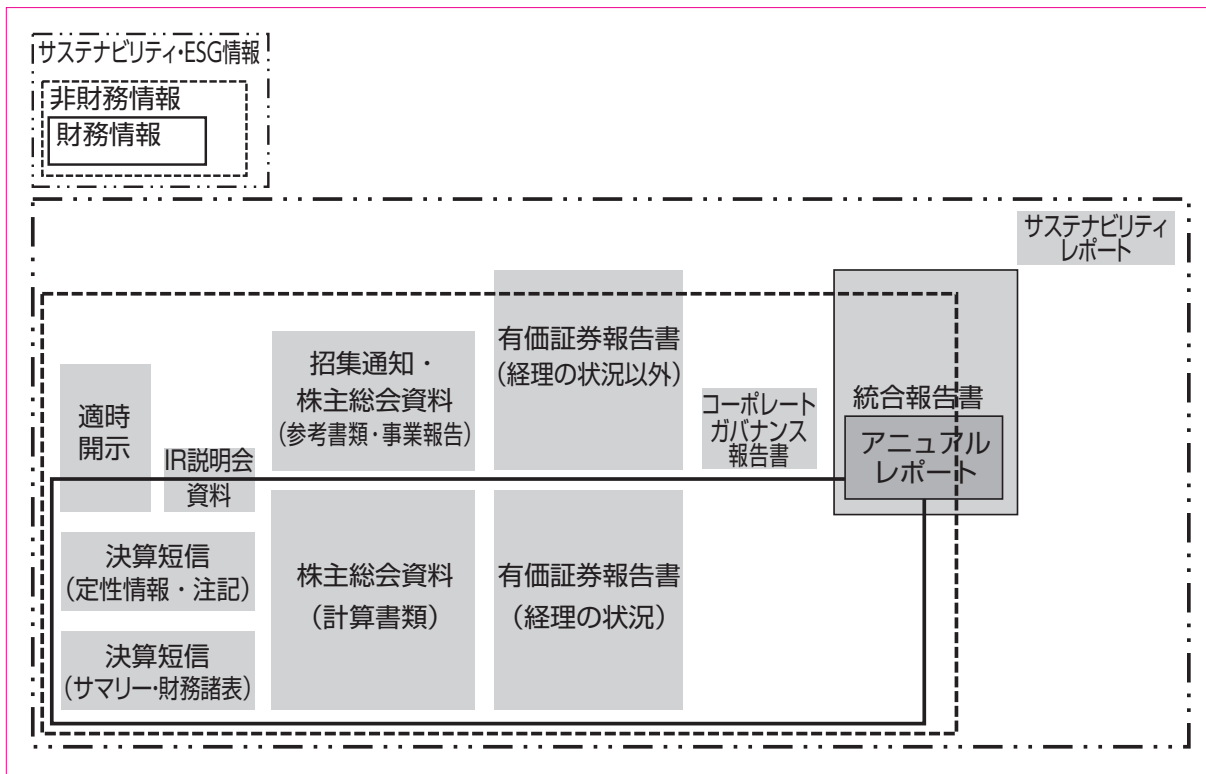 サステナビリティ・ESG情報
非財務情報
財務情報
サステナビリティ
レポート
有価証券報告書
（経理の状況以外）
招集通知・
株主総会資料
（参考書類・事業報告）
適時
開示
IR説明会
資料
コーポレート
ガバナンス
報告書
統合報告書
アニュアル
レポート
決算短信
（定性情報・注記）
株主総会資料
（計算書類）
有価証券報告書
（経理の状況）
決算短信
（サマリー・財務諸表）